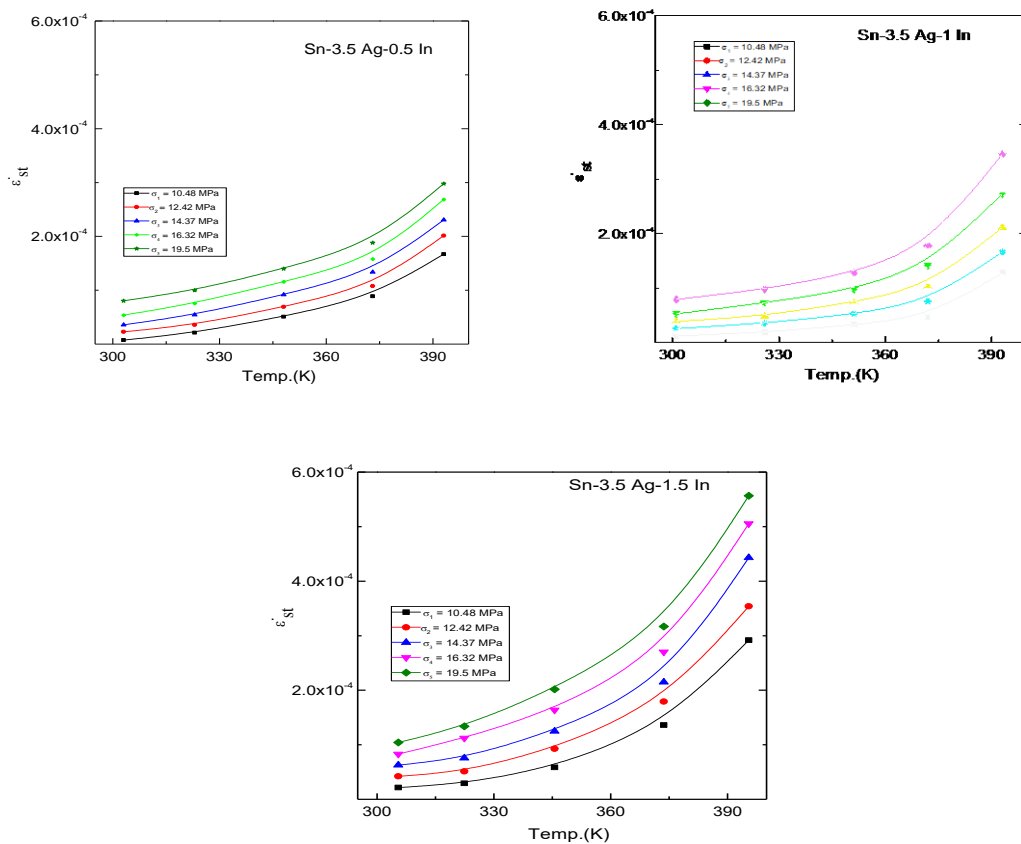 6.0x10⁻⁴
Sn-3.5 Ag-0.5 In
4.0x10⁻⁴
ε˙st
σ₁ = 10.48 MPa
σ₂ = 12.42 MPa
σ₃ = 14.37 MPa
σ₄ = 16.32 MPa
σ₅ = 19.5 MPa
2.0x10⁻⁴
300 330 360 390
Temp.(K)
6.0x10⁻⁴
Sn-3.5 Ag-1 In
σ = 10.48 MPa
σ = 12.42 MPa
σ = 14.37 MPa
σ = 16.32 MPa
σ = 19.5 MPa
4.0x10⁻⁴
st
2.0x10⁻⁴
300 330 360 390
Temp.(K)
6.0x10⁻⁴
Sn-3.5 Ag-1.5 In
4.0x10⁻⁴
ε˙st
σ₁ = 10.48 MPa
σ₂ = 12.42 MPa
σ₃ = 14.37 MPa
σ₄ = 16.32 MPa
σ₅ = 19.5 MPa
2.0x10⁻⁴
300 330 360 390
Temp.(K)